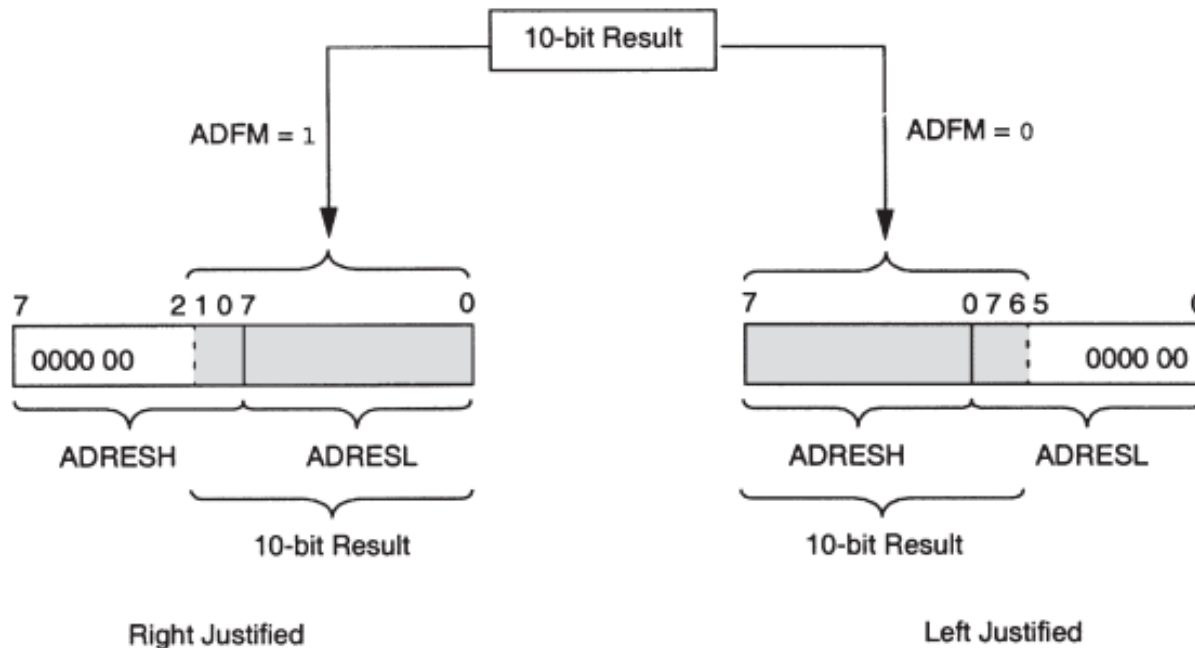 10-bit Result
ADFM = 1
ADFM = 0
7 2 1 0 7 0
7 0 7 6 5
0000 00
0000 00
ADRESH ADRESL
ADRESH ADRESL
10-bit Result
10-bit Result
Right Justified
Left Justified